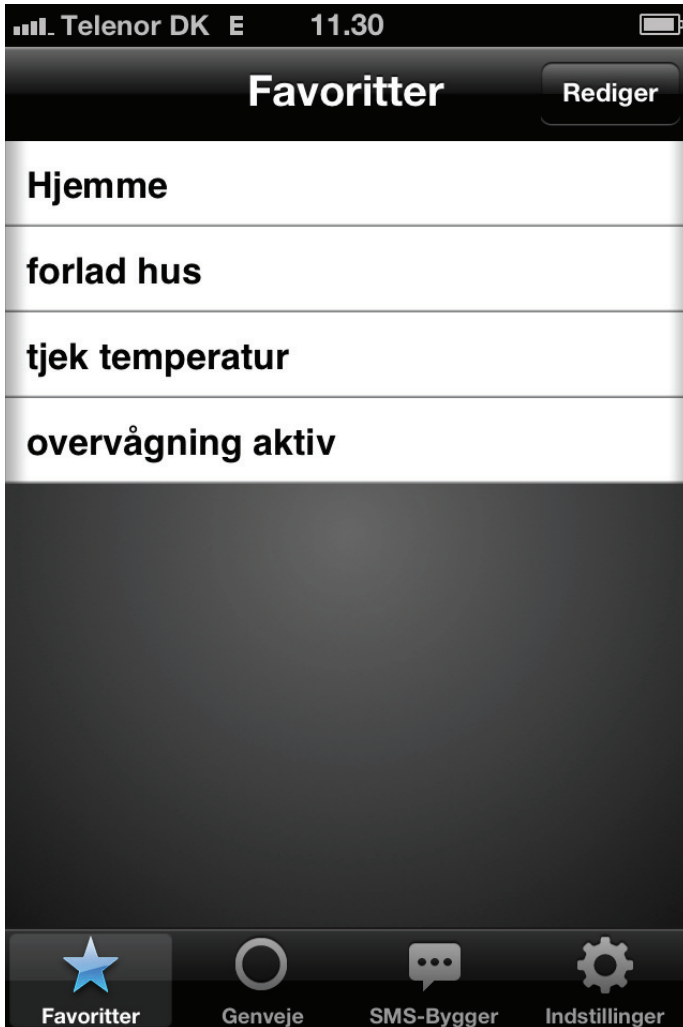 Telenor DK E 11.30
Favoritter Rediger
Hjemme
forlad hus
tjek temperatur
overvågning aktiv
Favoritter Genveje SMS-Bygger Indstillinger